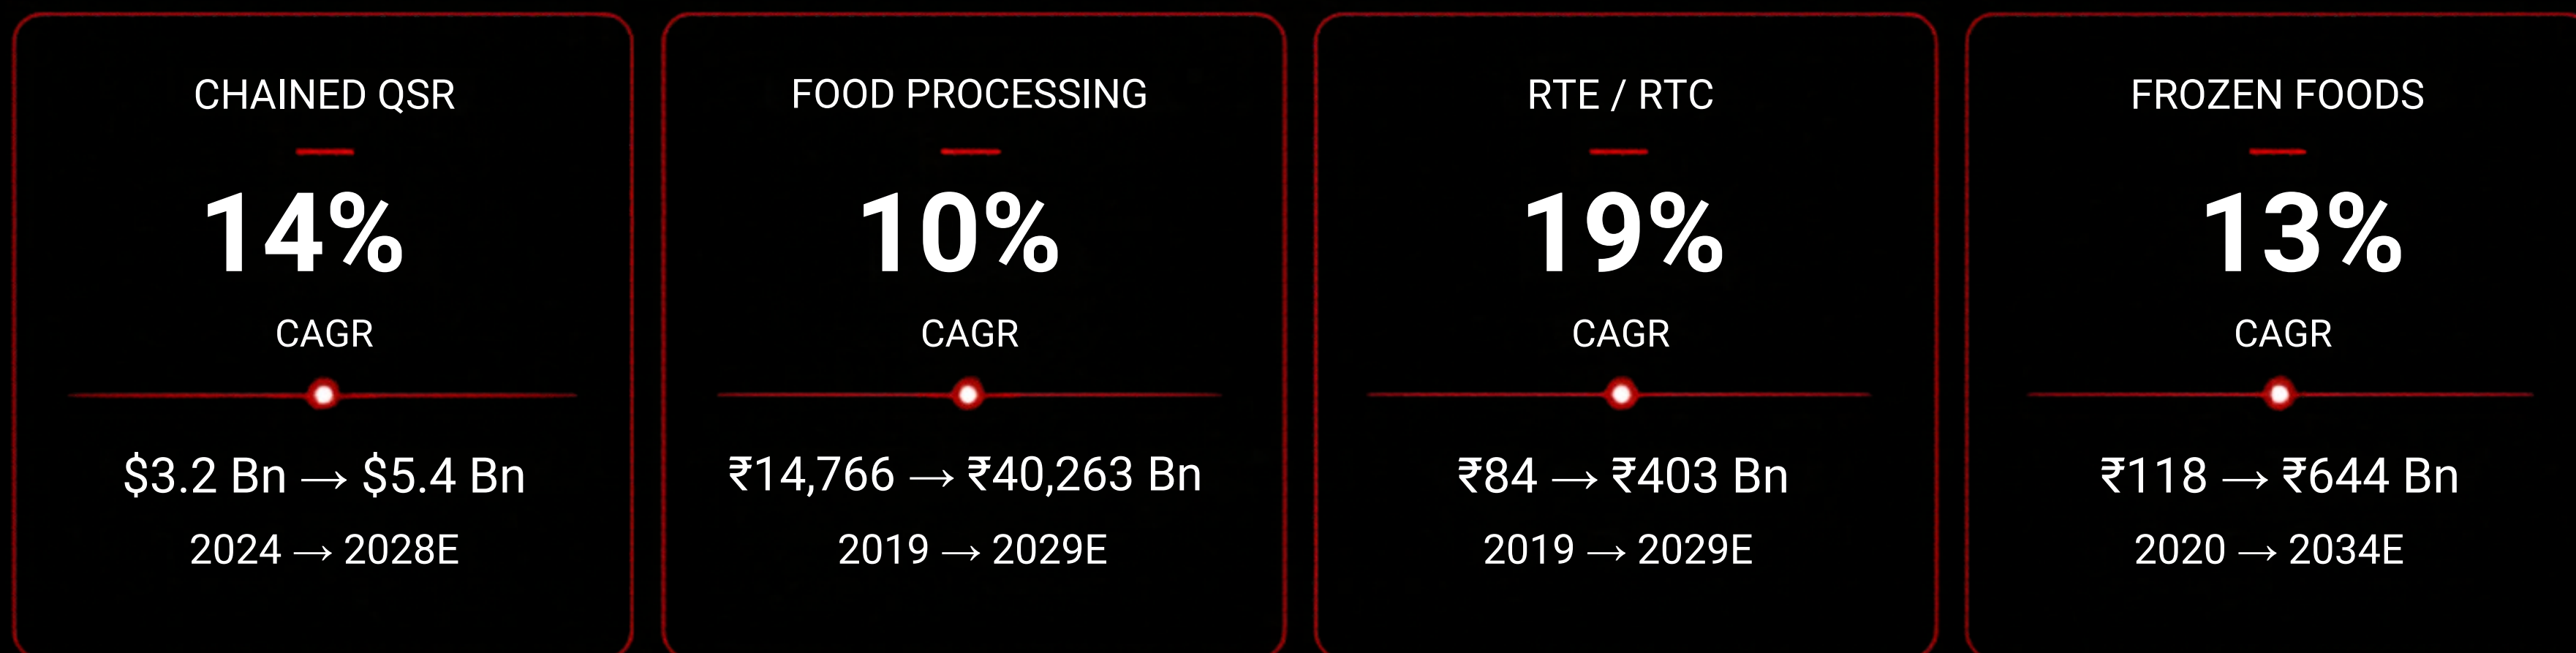 CHAINED QSR
14%
CAGR
$3.2 Bn → $5.4 Bn
2024 → 2028E
FOOD PROCESSING
10%
CAGR
₹14,766 → ₹40,263 Bn
2019 → 2029E
RTE / RTC
19%
CAGR
₹84 → ₹403 Bn
2019 → 2029E
FROZEN FOODS
13%
CAGR
₹118 → ₹644 Bn
2020 → 2034E